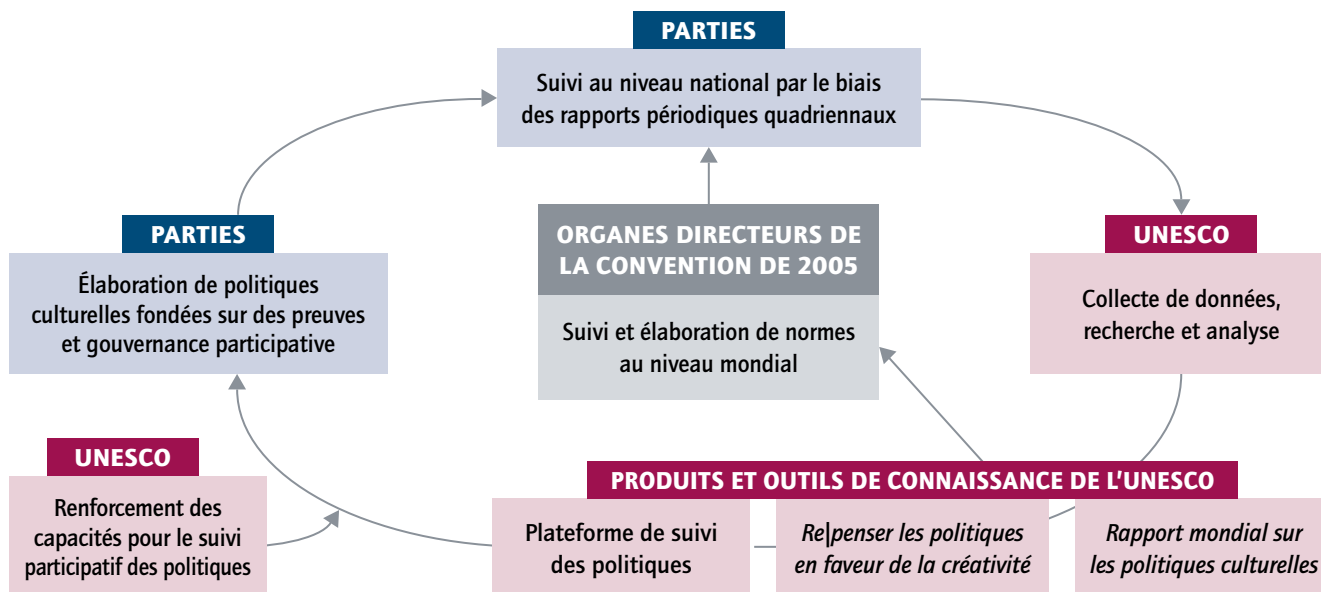 PARTIES
Suivi au niveau national par le biais
des rapports périodiques quadriennaux
PARTIES
Élaboration de politiques
culturelles fondées sur des preuves
et gouvernance participative
ORGANES DIRECTEURS DE
LA CONVENTION DE 2005
Suivi et élaboration de normes
au niveau mondial
UNESCO
Collecte de données,
recherche et analyse
UNESCO
Renforcement des
capacités pour le suivi
participatif des politiques
PRODUITS ET OUTILS DE CONNAISSANCE DE L'UNESCO
Plateforme de suivi
des politiques
Re|penser les politiques
en faveur de la créativité
Rapport mondial sur
les politiques culturelles